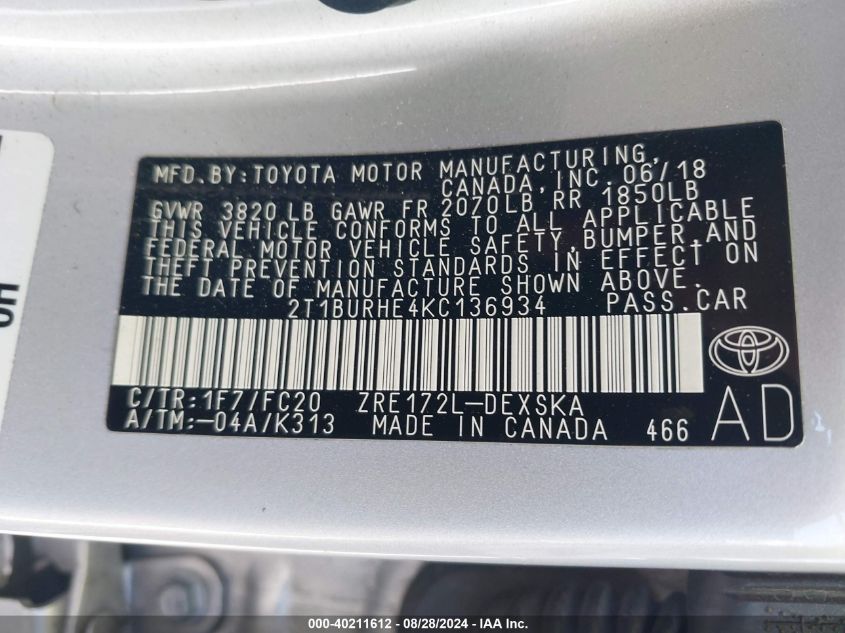 MFD.BY:TOYOTA MOTOR MANUFACTURING,
CANADA,INC. 06/18
GVWR 3820 LB GAWR FR 2070LB,RR 1850LB
THIS VEHICLE CONFORMS TO ALL APPLICABLE
FEDERAL MOTOR VEHICLE SAFETY,BUMPER,AND
THEFT PREVENTION STANDARDS IN EFFECT ON
THE DATE OF MANUFACTURE SHOWN ABOVE.
2T1BURHE4KC136934 PASS.CAR
C/TR:1F7/FC20 ZRE172L-DEXSKA
A/TM:-04A/K313 MADE IN CANADA 466 AD
000-40211612 - 08/28/2024 - IAA Inc.